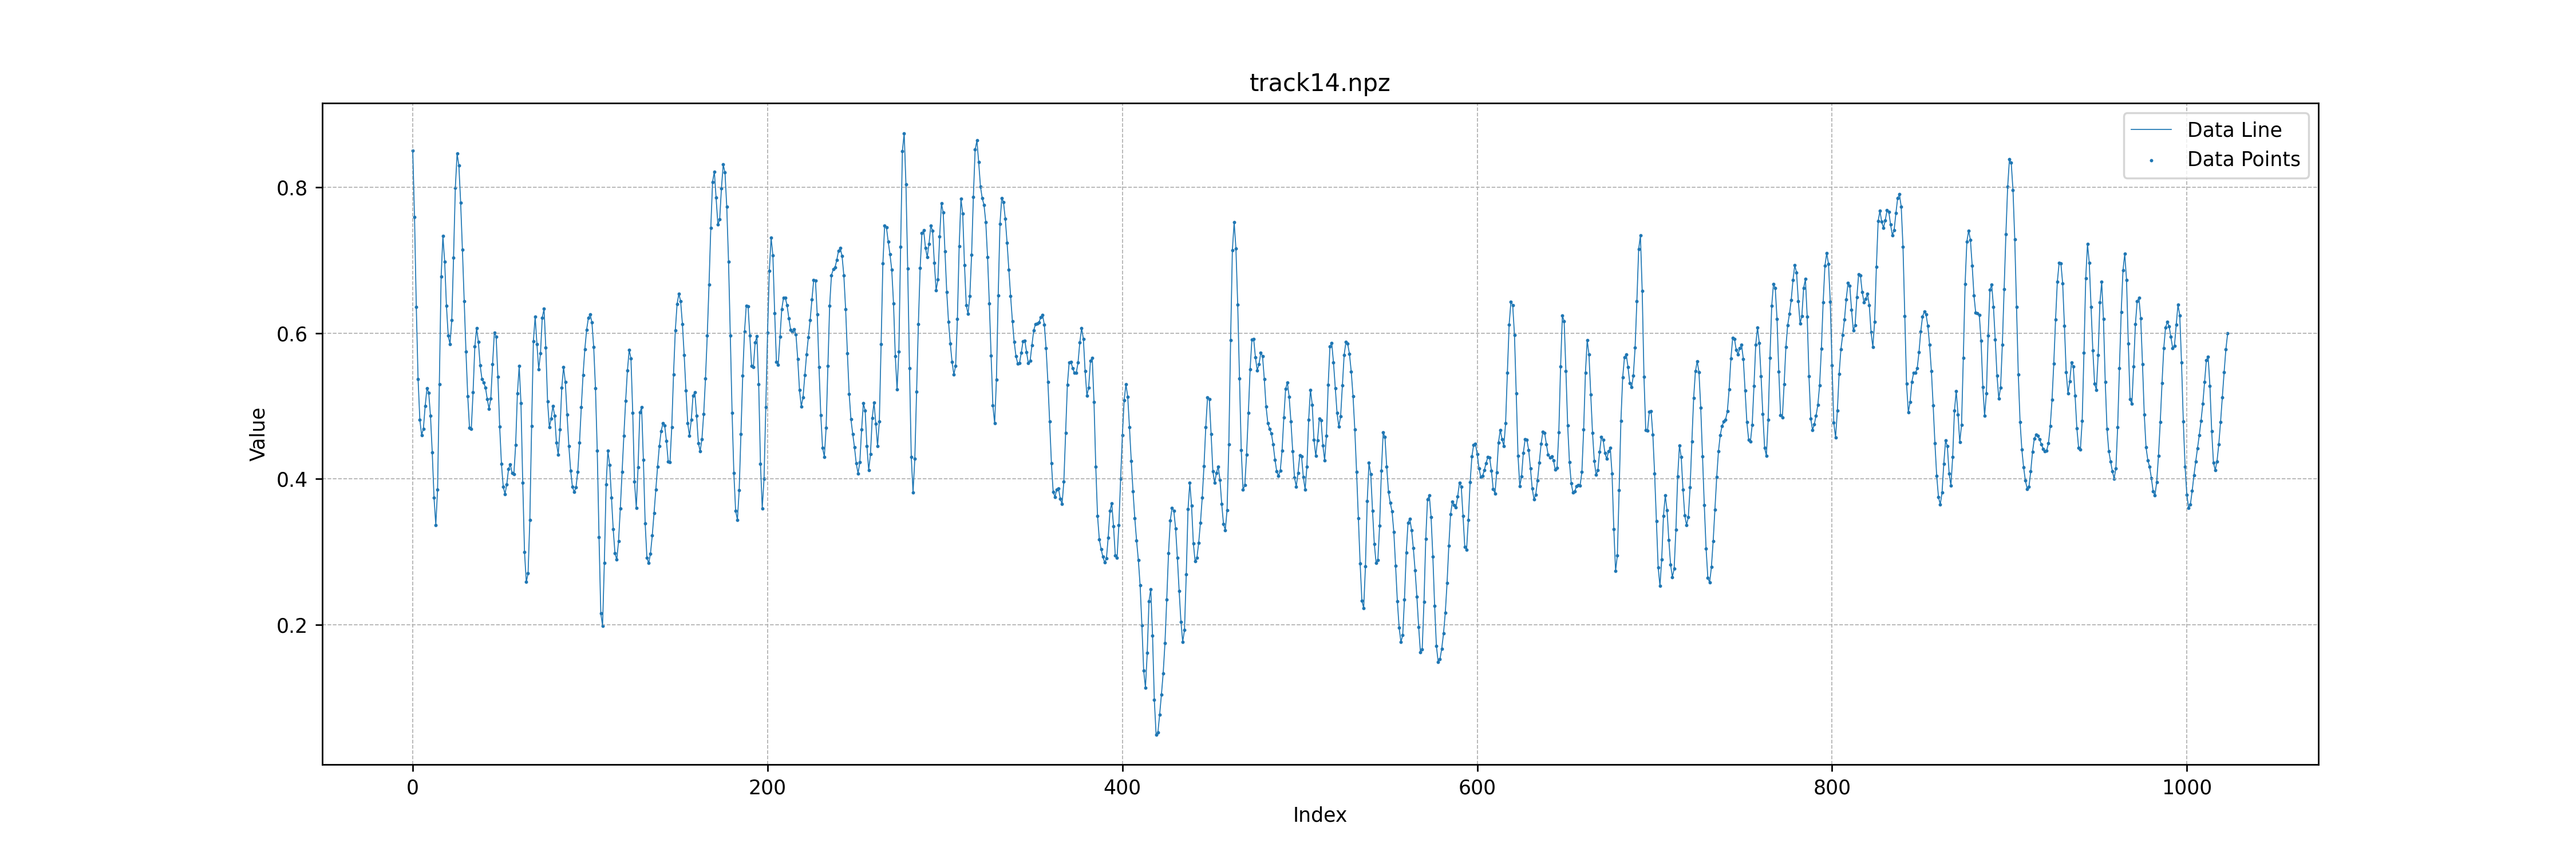 track14.npz
Data Line
Data Points
0.8
0.6
0.4
0.2
Value
0 200 400 600 800 1000
Index